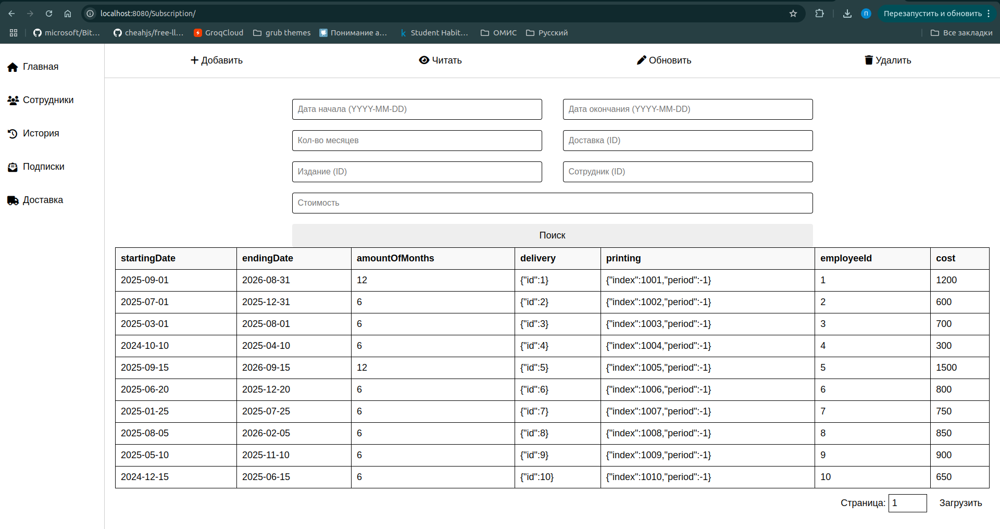 localhost:8080/Subscription/
П
Перезапустить и обновить
microsoft/Bit...
cheahjs/free-ll...
GroqCloud
grub themes
Понимание а...
Student Habit...
ОМИС
Русский
Все закладки
Главная
Сотрудники
История
Подписки
Доставка
Добавить
Читать
Обновить
Удалить
Дата начала (YYYY-MM-DD)
Дата окончания (YYYY-MM-DD)
Кол-во месяцев
Доставка (ID)
Издание (ID)
Сотрудник (ID)
Стоимость
Поиск
startingDate endingDate amountOfMonths delivery printing employeeId cost
2025-09-01 2026-08-31 12 {"id":1} {"index":1001,"period":-1} 1 1200
2025-07-01 2025-12-31 6 {"id":2} {"index":1002,"period":-1} 2 600
2025-03-01 2025-08-01 6 {"id":3} {"index":1003,"period":-1} 3 700
2024-10-10 2025-04-10 6 {"id":4} {"index":1004,"period":-1} 4 300
2025-09-15 2026-09-15 12 {"id":5} {"index":1005,"period":-1} 5 1500
2025-06-20 2025-12-20 6 {"id":6} {"index":1006,"period":-1} 6 800
2025-01-25 2025-07-25 6 {"id":7} {"index":1007,"period":-1} 7 750
2025-08-05 2026-02-05 6 {"id":8} {"index":1008,"period":-1} 8 850
2025-05-10 2025-11-10 6 {"id":9} {"index":1009,"period":-1} 9 900
2024-12-15 2025-06-15 6 {"id":10} {"index":1010,"period":-1} 10 650
Страница: 1 Загрузить